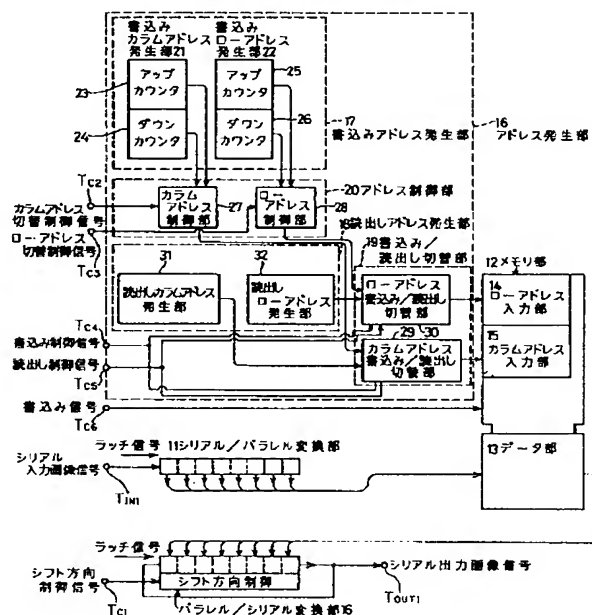 書込み
カラムアドレス
発生部21
書込み
ローアドレス
発生部22
23
アップ
カウンタ
24
ダウン
カウンタ
アップ
カウンタ
25
ダウン
カウンタ
26
17
書込みアドレス発生部
16
アドレス発生部
TC2
カラムアドレス
切替制御信号
ローアドレス
切替制御信号
TC3
カラム
アドレス
制御部
27
ロー
アドレス
制御部
28
20アドレス制御部
18読出しアドレス発生部
19書込み/
読出し切替部
31
読出しカラムアドレス
発生部
32
読出し
ローアドレス
発生部
ローアドレス
書込み/読出し
切替部
29
30
カラムアドレス
書込み/読出し
切替部
12メモリ部
14
ローアドレス
入力部
15
カラムアドレス
入力部
13データ部
TC4
書込み制御信号
読出し制御信号
TC5
書込み信号
TC6
ラッチ信号
11シリアル/パラレル変換部
シリアル
入力画像信号
TIN1
ラッチ信号
シフト方向
制御信号
TC1
シフト方向制御
パラレル/シリアル変換部16
シリアル出力画像信号
TOUT1